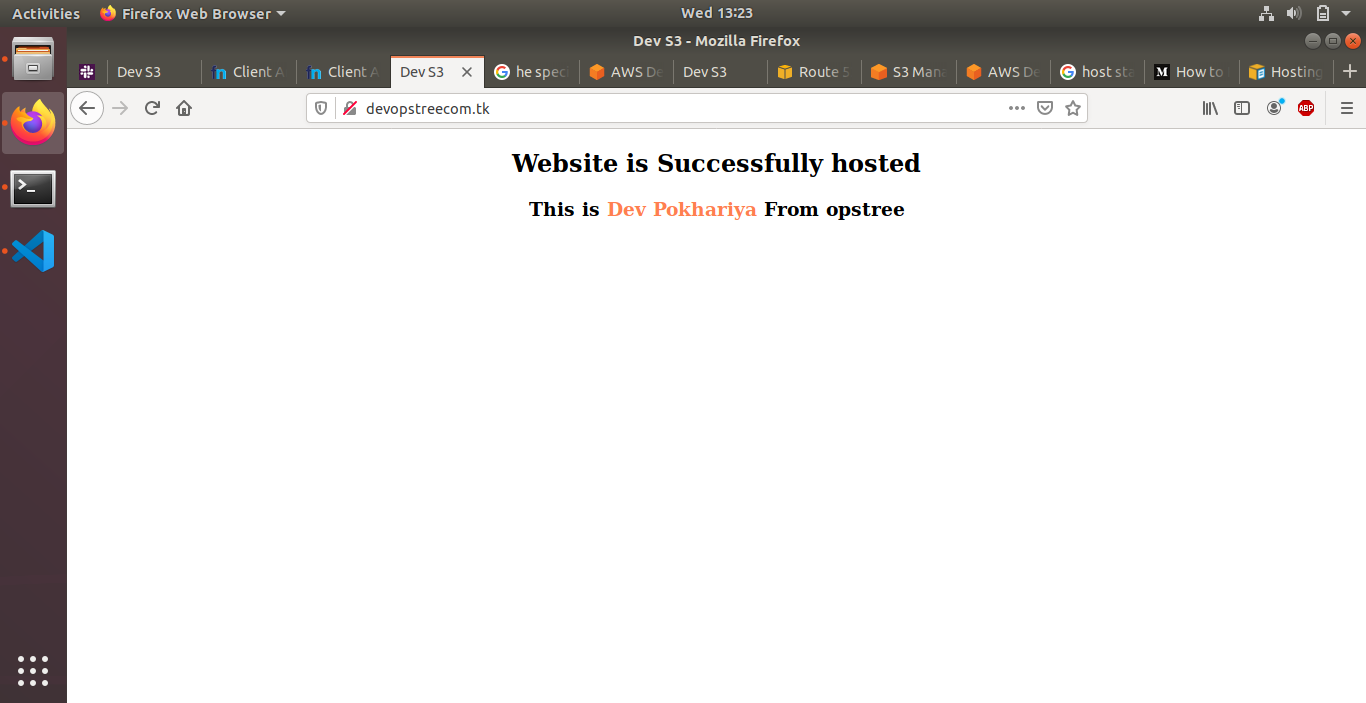 Activities Firefox Web Browser Wed 13:23
Dev S3 - Mozilla Firefox
Dev S3 Client A Client A Dev S3 he spec AWS De Dev S3 Route 5 S3 Mana AWS De host sta M How to Hosting
devopstreecom.tk ABP
Website is Successfully hosted
This is Dev Pokhariya From opstree